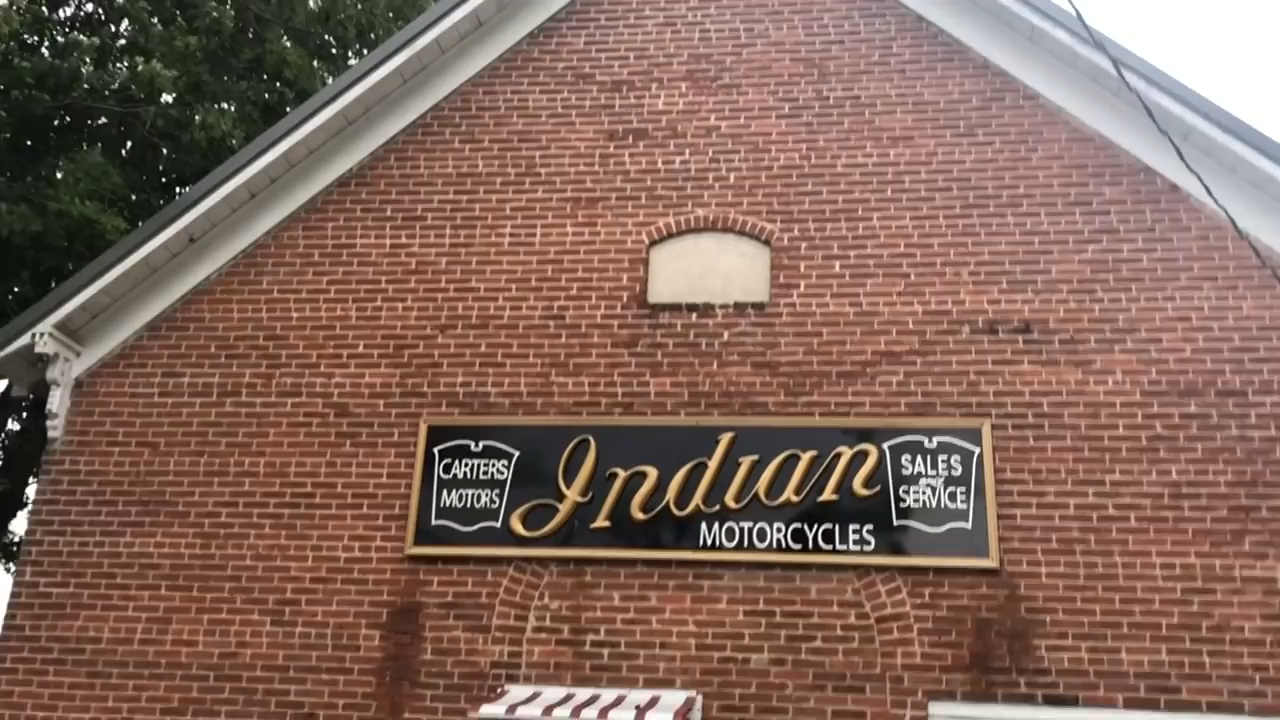 CARTERS
MOTORS
Indian
MOTORCYCLES
SALES
and
SERVICE